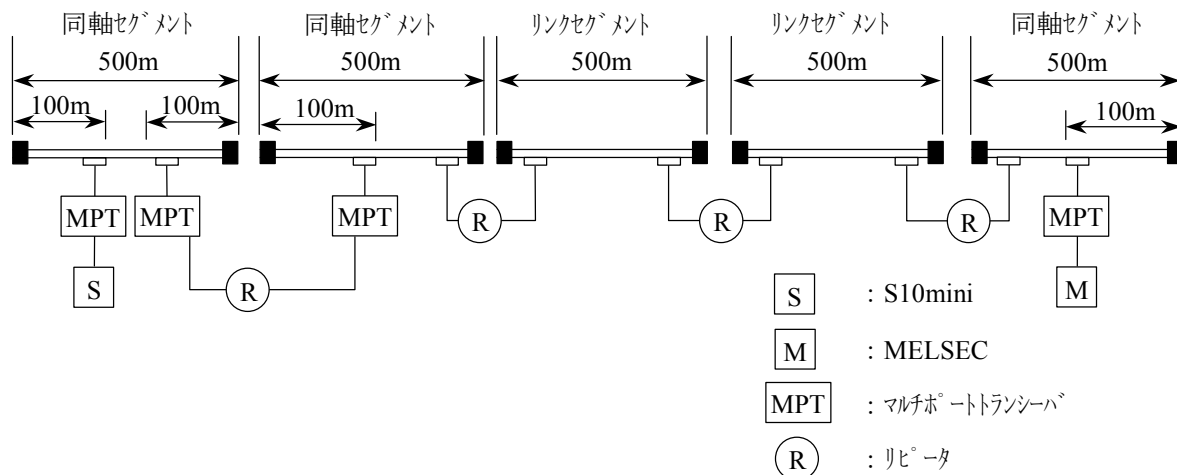 同軸ｾｸﾞﾒﾝﾄ 同軸ｾｸﾞﾒﾝﾄ ﾘﾝｸｾｸﾞﾒﾝﾄ ﾘﾝｸｾｸﾞﾒﾝﾄ 同軸ｾｸﾞﾒﾝﾄ
500m 500m 500m 500m 500m
100m 100m 100m 100m
MPT MPT MPT MPT
R R R
S R M
S : S10mini
M : MELSEC
MPT : ﾏﾙﾁﾎﾟｰﾄﾄﾗﾝｼｰﾊﾞ
R : ﾘﾋﾟｰﾀ